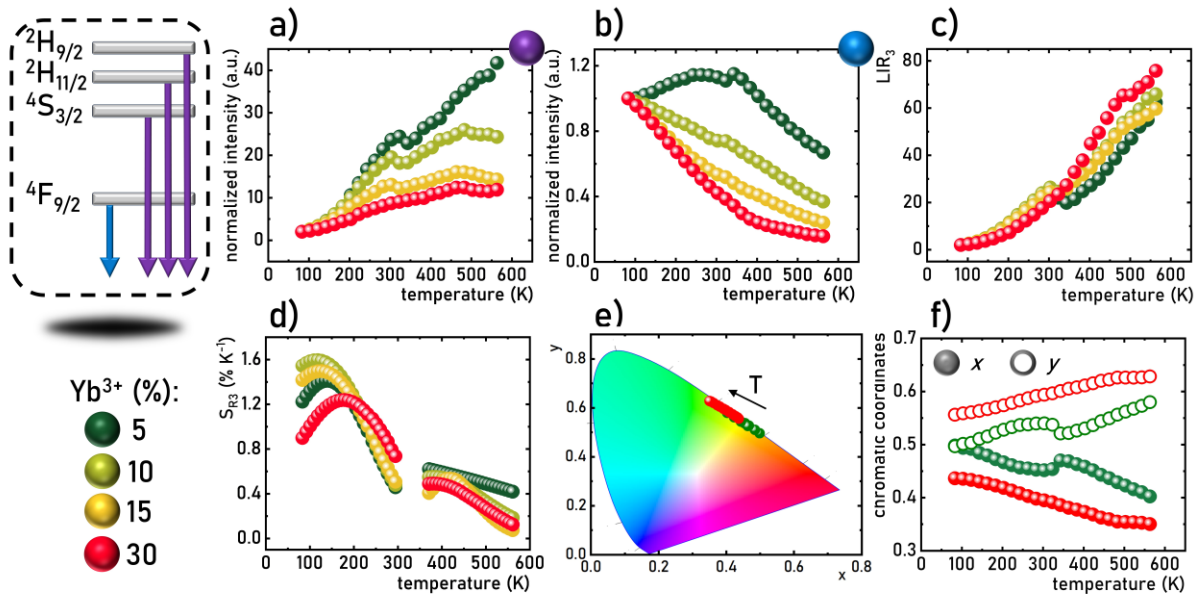 ²H₉/₂
²H₁₁/₂
⁴S₃/₂
⁴F₉/₂
Yb³⁺ (%):
5
10
15
30
a)
normalized intensity (a.u.)
40
30
20
10
0
0 100 200 300 400 500 600
temperature (K)
b)
normalized intensity (a.u.)
1.2
0.8
0.4
0.0
0 100 200 300 400 500 600
temperature (K)
c)
LIR₃
80
60
40
20
0
0 100 200 300 400 500 600
temperature (K)
d)
S_R3 (% K⁻¹)
1.6
1.2
0.8
0.4
0.0
0 100 200 300 400 500 600
temperature (K)
e)
y
0.8
0.6
0.4
0.2
0.0
0.0 0.2 0.4 0.6 0.8
x
T
f)
x y
chromatic coordinates
0.7
0.6
0.5
0.4
0.3
0 100 200 300 400 500 600
temperature (K)